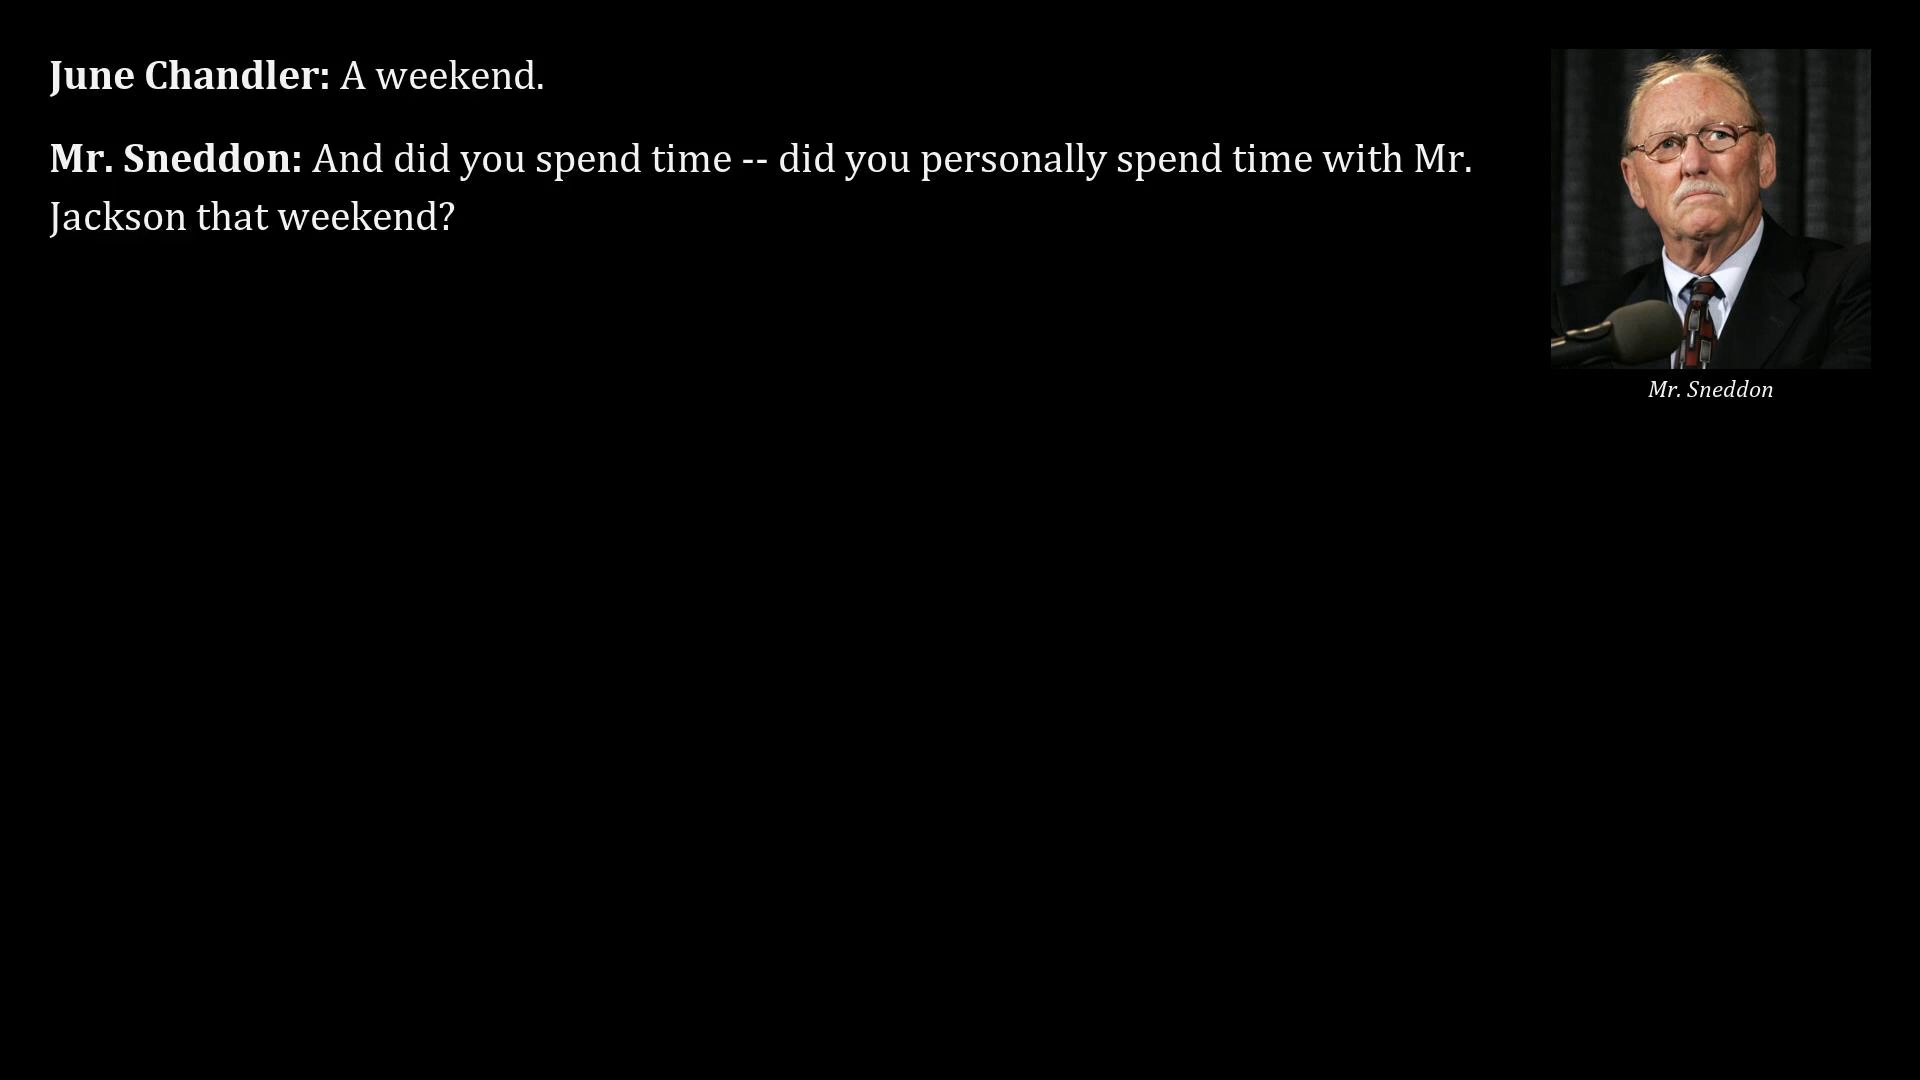 June Chandler: A weekend.
Mr. Sneddon: And did you spend time -- did you personally spend time with Mr.
Jackson that weekend?
Mr. Sneddon